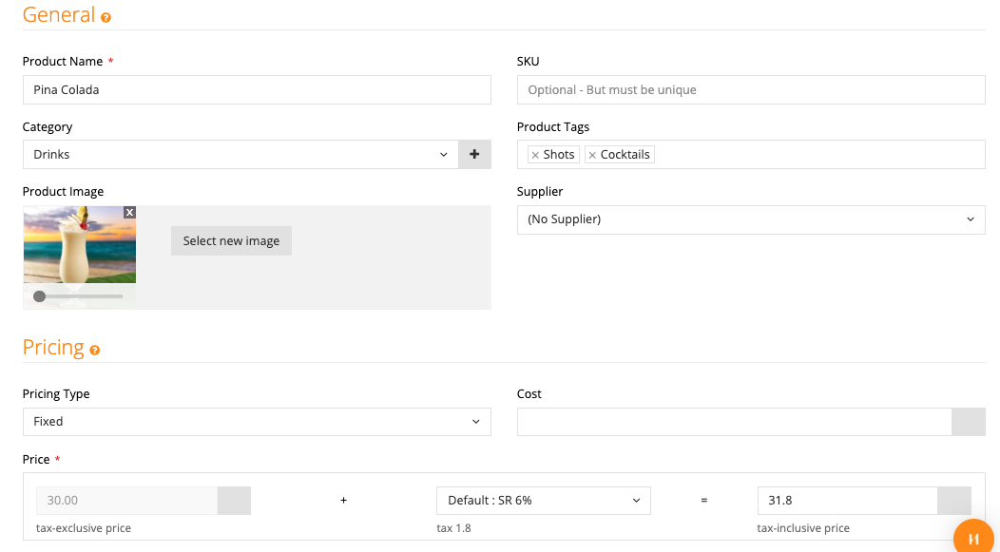 General ?
Product Name *
SKU
Pina Colada
Optional - But must be unique
Category
Product Tags
Drinks
+
× Shots × Cocktails
Product Image
Supplier
X
Select new image
(No Supplier)
Pricing ?
Pricing Type
Cost
Fixed
Price *
30.00 + Default : SR 6% = 31.8
tax-exclusive price tax 1.8 tax-inclusive price